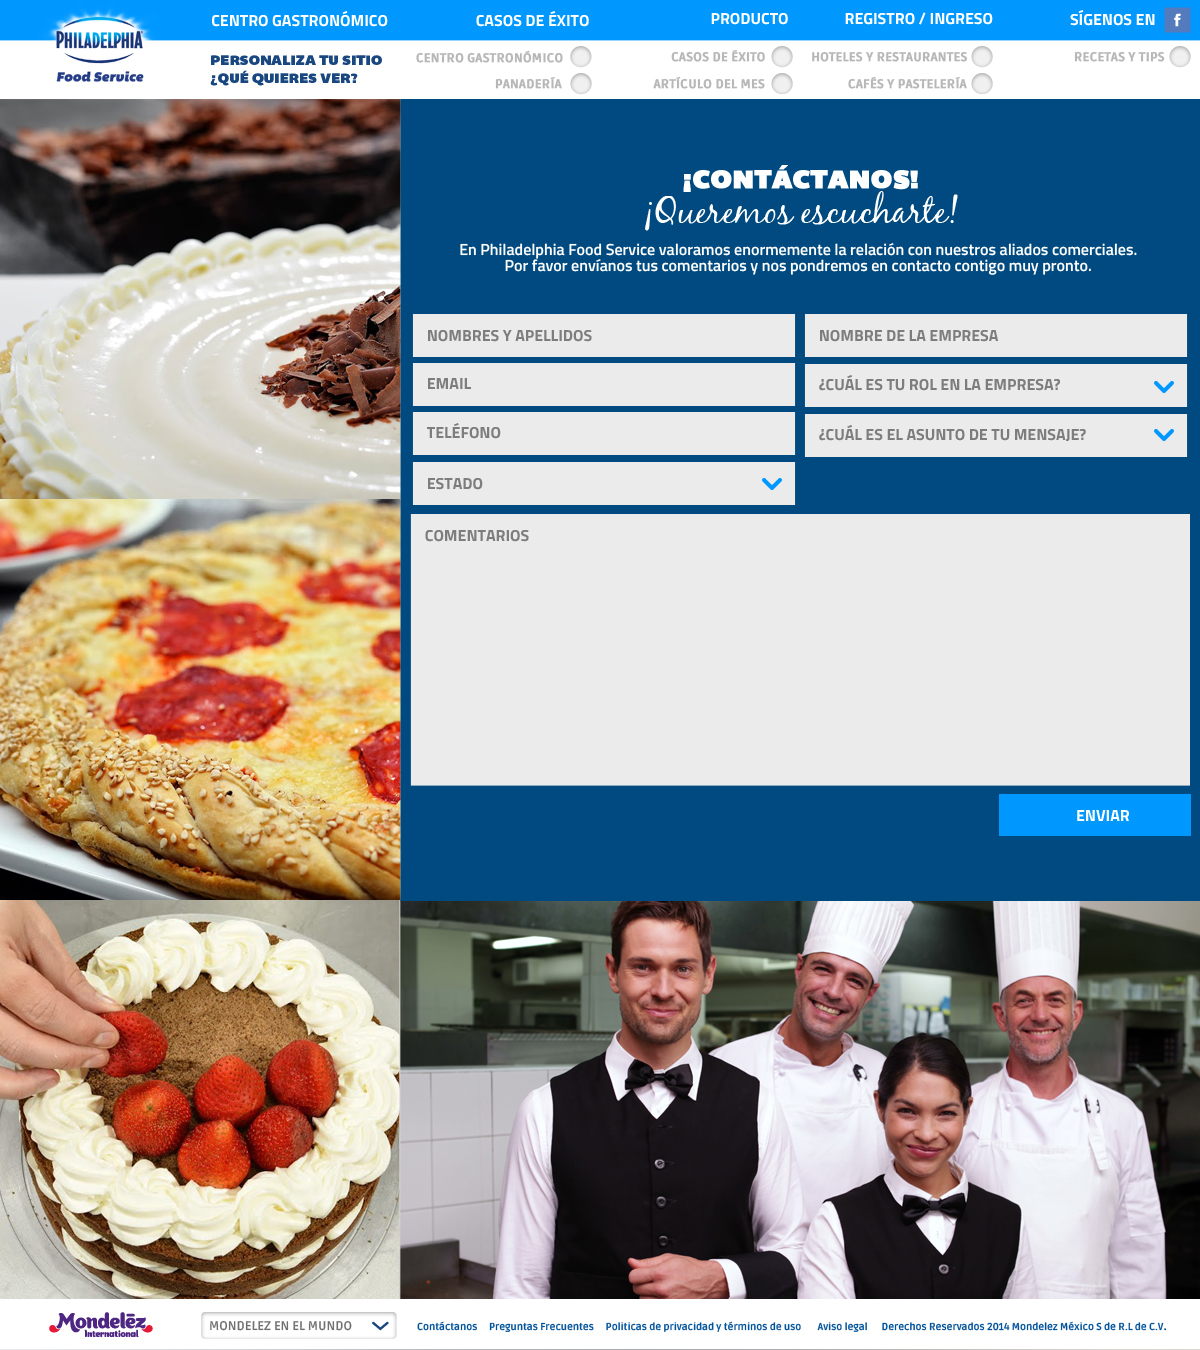 CENTRO GASTRONÓMICO
CASOS DE ÉXITO
PRODUCTO
REGISTRO / INGRESO
SÍGENOS EN f
PHILADELPHIA
Food Service
PERSONALIZA TU SITIO
¿QUÉ QUIERES VER?
CENTRO GASTRONÓMICO
CASOS DE ÉXITO
HOTELES Y RESTAURANTES
RECETAS Y TIPS
PANADERÍA
ARTÍCULO DEL MES
CAFÉS Y PASTELERÍA
¡CONTÁCTANOS!
¡Queremos escucharte!
En Philadelphia Food Service valoramos enormemente la relación con nuestros aliados comerciales.
Por favor envíanos tus comentarios y nos pondremos en contacto contigo muy pronto.
NOMBRES Y APELLIDOS
NOMBRE DE LA EMPRESA
EMAIL
¿CUÁL ES TU ROL EN LA EMPRESA?
TELÉFONO
¿CUÁL ES EL ASUNTO DE TU MENSAJE?
ESTADO
COMENTARIOS
ENVIAR
Mondelēz
International
MONDELEZ EN EL MUNDO
Contáctanos
Preguntas Frecuentes
Politicas de privacidad y términos de uso
Aviso legal
Derechos Reservados 2014 Mondelez México S de R.L de C.V.